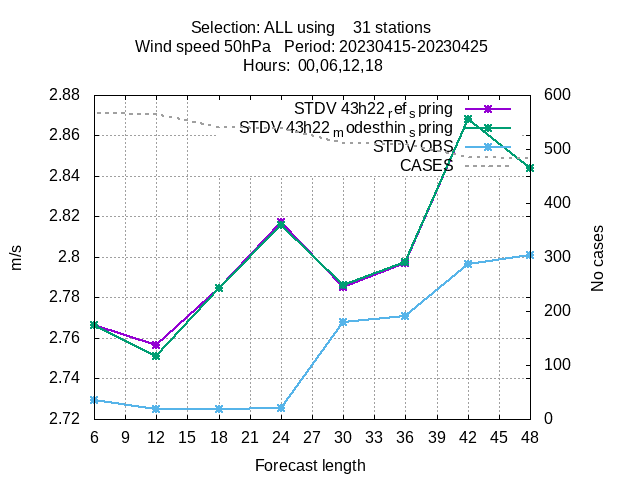 Selection: ALL using    31 stations
Wind speed 50hPa   Period: 20230415-20230425
Hours:  00,06,12,18
2.88
2.86
2.84
2.82
2.8
2.78
2.76
2.74
2.72
m/s
600
500
400
300
200
100
0
No cases
STDV 43h22 ref spring
STDV 43h22 modesthin spring
STDV OBS
CASES
6 9 12 15 18 21 24 27 30 33 36 39 42 45 48
Forecast length